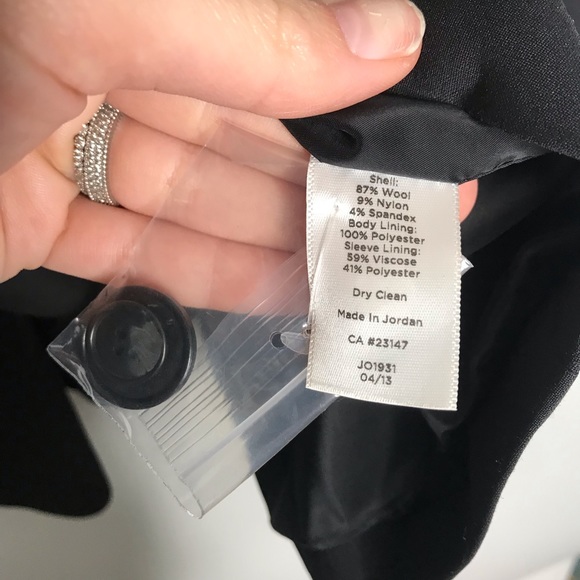 Shell:
87% Wool
9% Nylon
4% Spandex
Body Lining:
100% Polyester
Sleeve Lining:
59% Viscose
41% Polyester
Dry Clean
Made In Jordan
CA #23147
JO1931
04/13